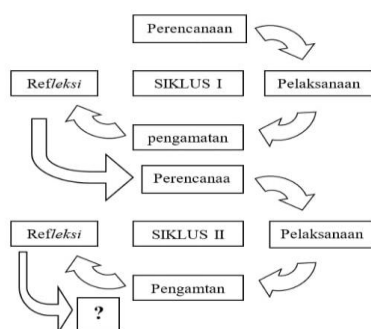 Perencanaan
Refleksi SIKLUS I Pelaksanaan
pengamatan
Perencanaa
Refleksi SIKLUS II Pelaksanaan
Pengamtan
?